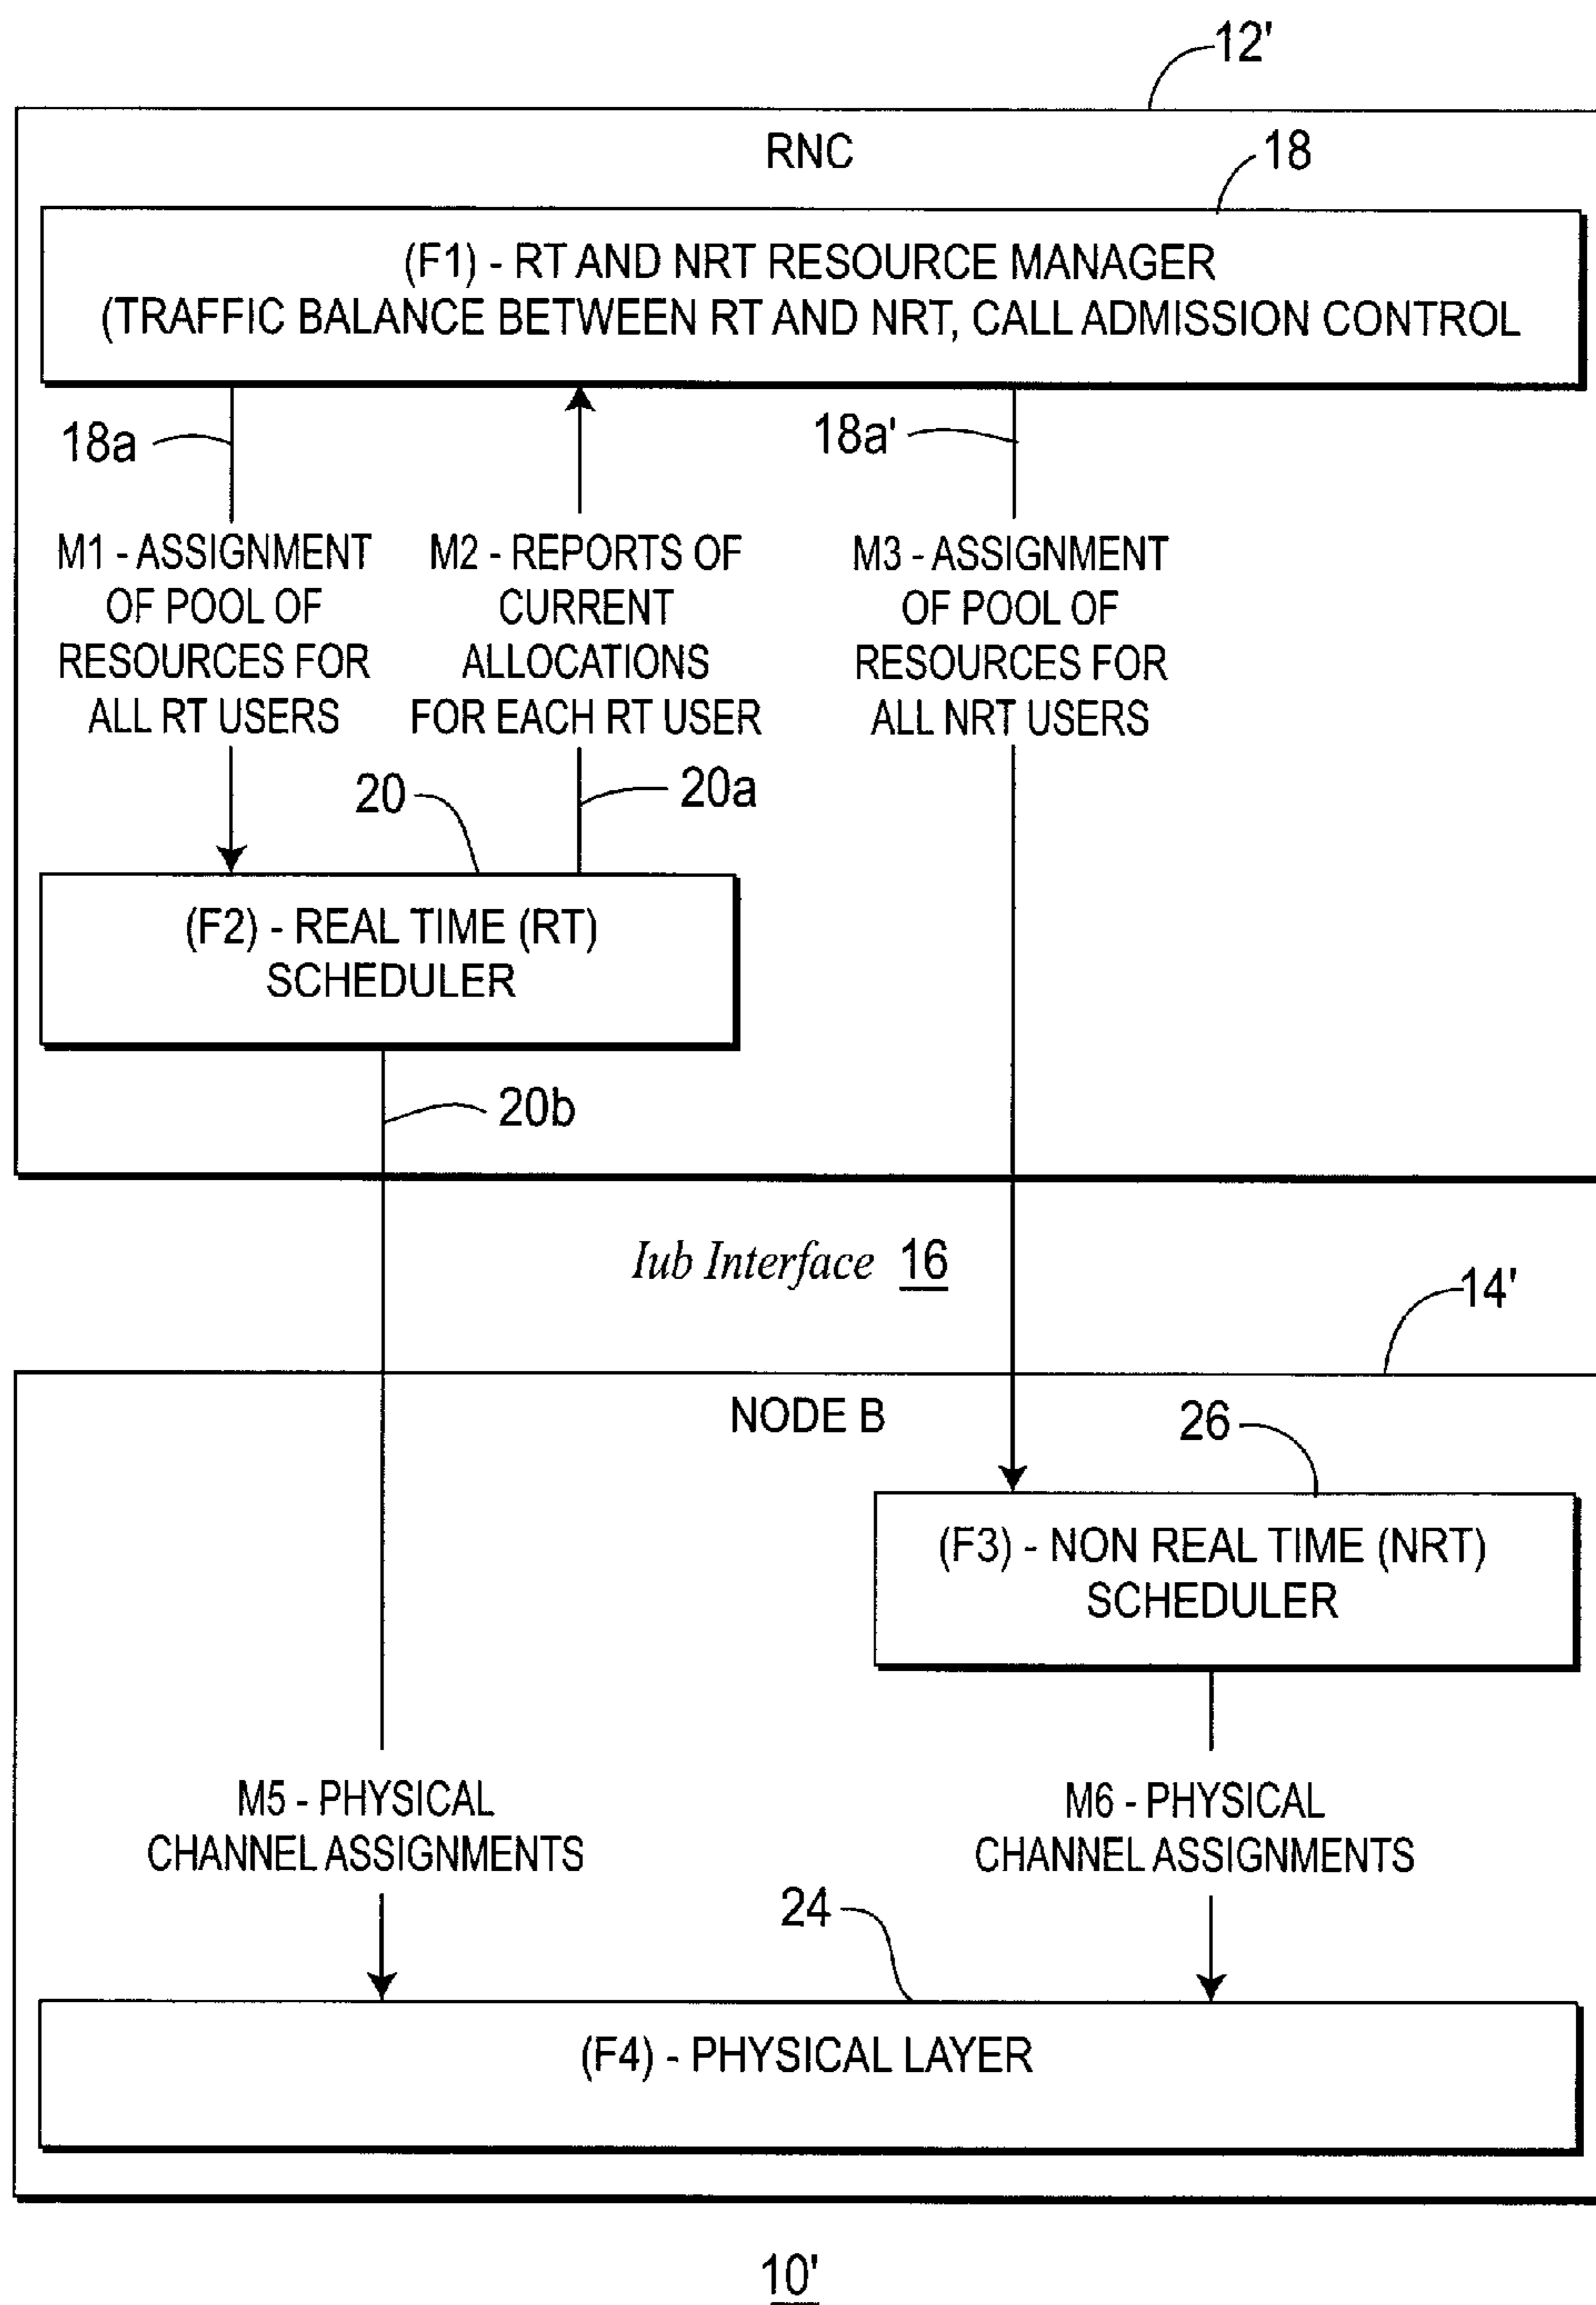 12'
RNC
18
(F1) - RT AND NRT RESOURCE MANAGER
(TRAFFIC BALANCE BETWEEN RT AND NRT, CALL ADMISSION CONTROL
18a
18a'
M1 - ASSIGNMENT
OF POOL OF
RESOURCES FOR
ALL RT USERS
M2 - REPORTS OF
CURRENT
ALLOCATIONS
FOR EACH RT USER
M3 - ASSIGNMENT
OF POOL OF
RESOURCES FOR
ALL NRT USERS
20
20a
(F2) - REAL TIME (RT)
SCHEDULER
20b
Iub Interface 16
14'
NODE B
26
(F3) - NON REAL TIME (NRT)
SCHEDULER
M5 - PHYSICAL
CHANNEL ASSIGNMENTS
M6 - PHYSICAL
CHANNEL ASSIGNMENTS
24
(F4) - PHYSICAL LAYER
10'